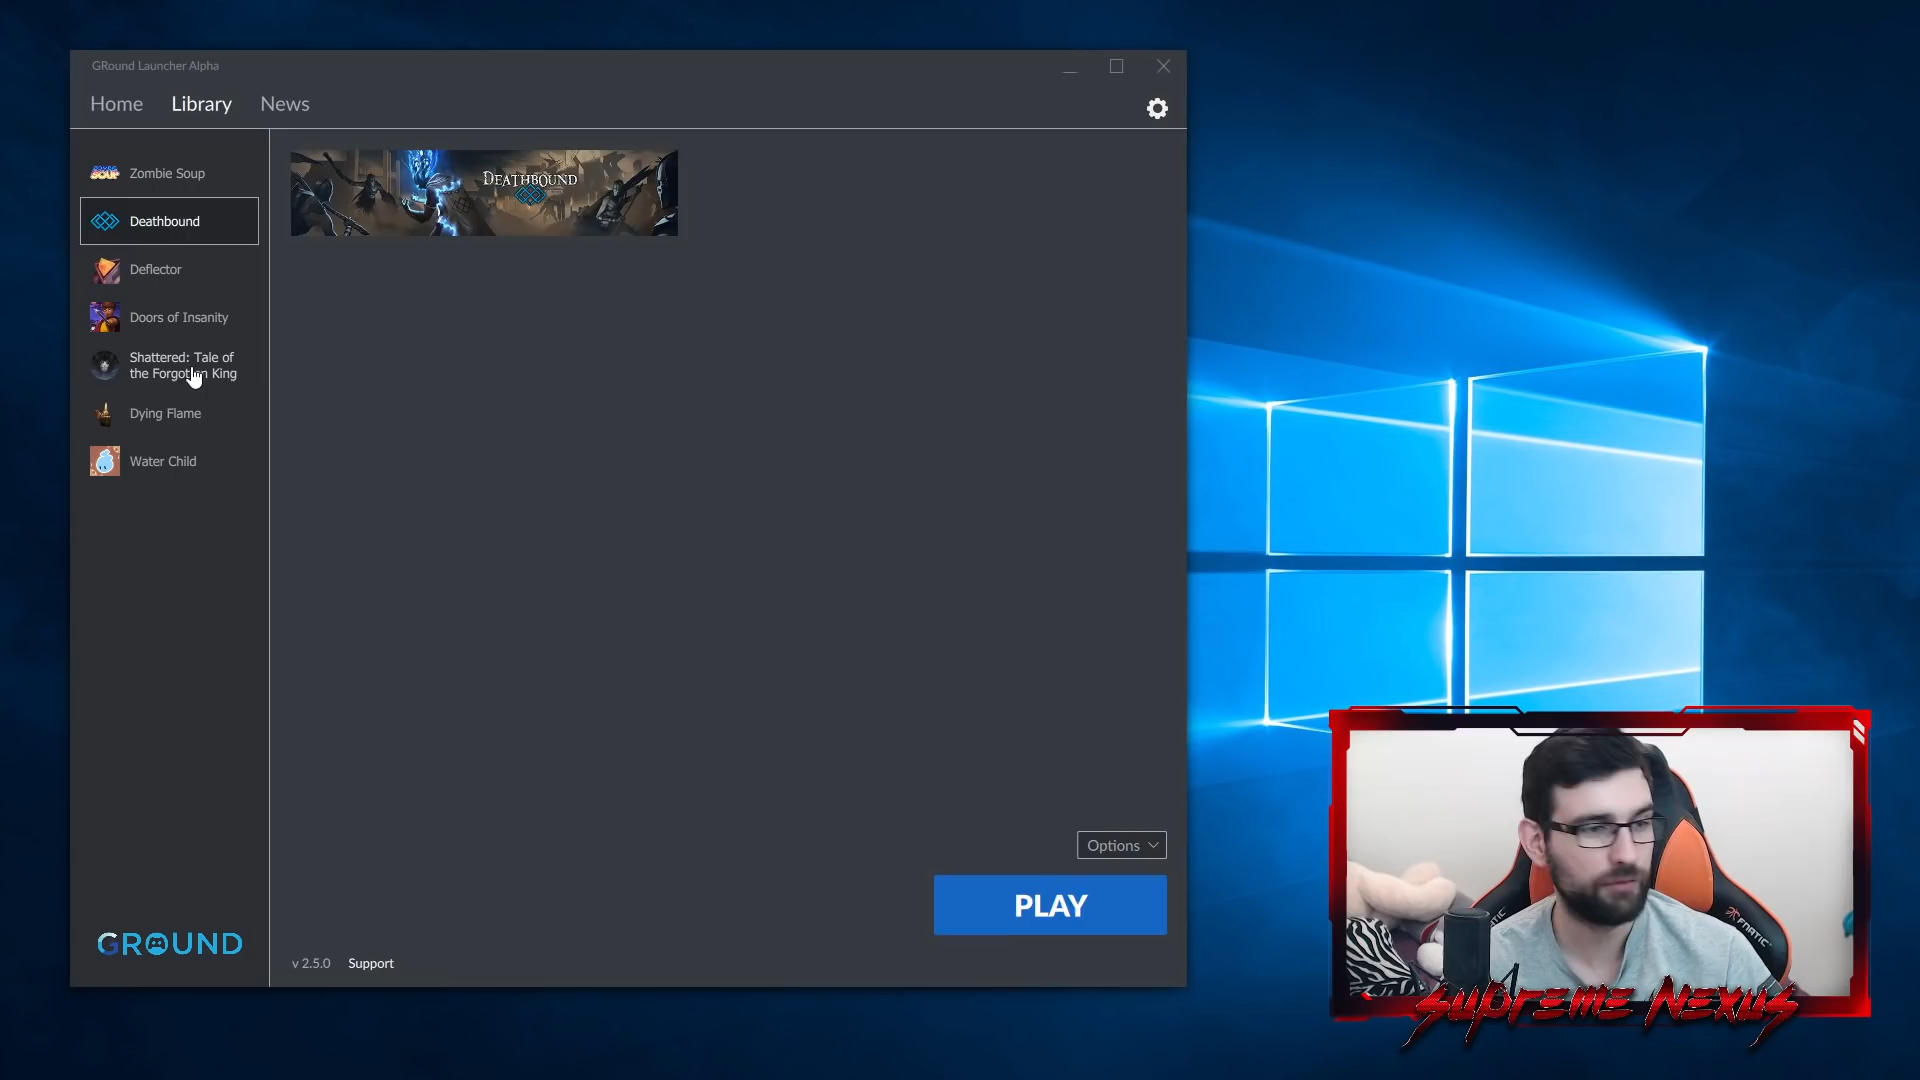 GRound Launcher Alpha
Home Library News
Zombie Soup
Deathbound
Deflector
Doors of Insanity
Shattered: Tale of
the Forgotten King
Dying Flame
Water Child
DEATHBOUND
Options
PLAY
GROUND
v 2.5.0 Support
FNATIC
SUPREME NEXUS